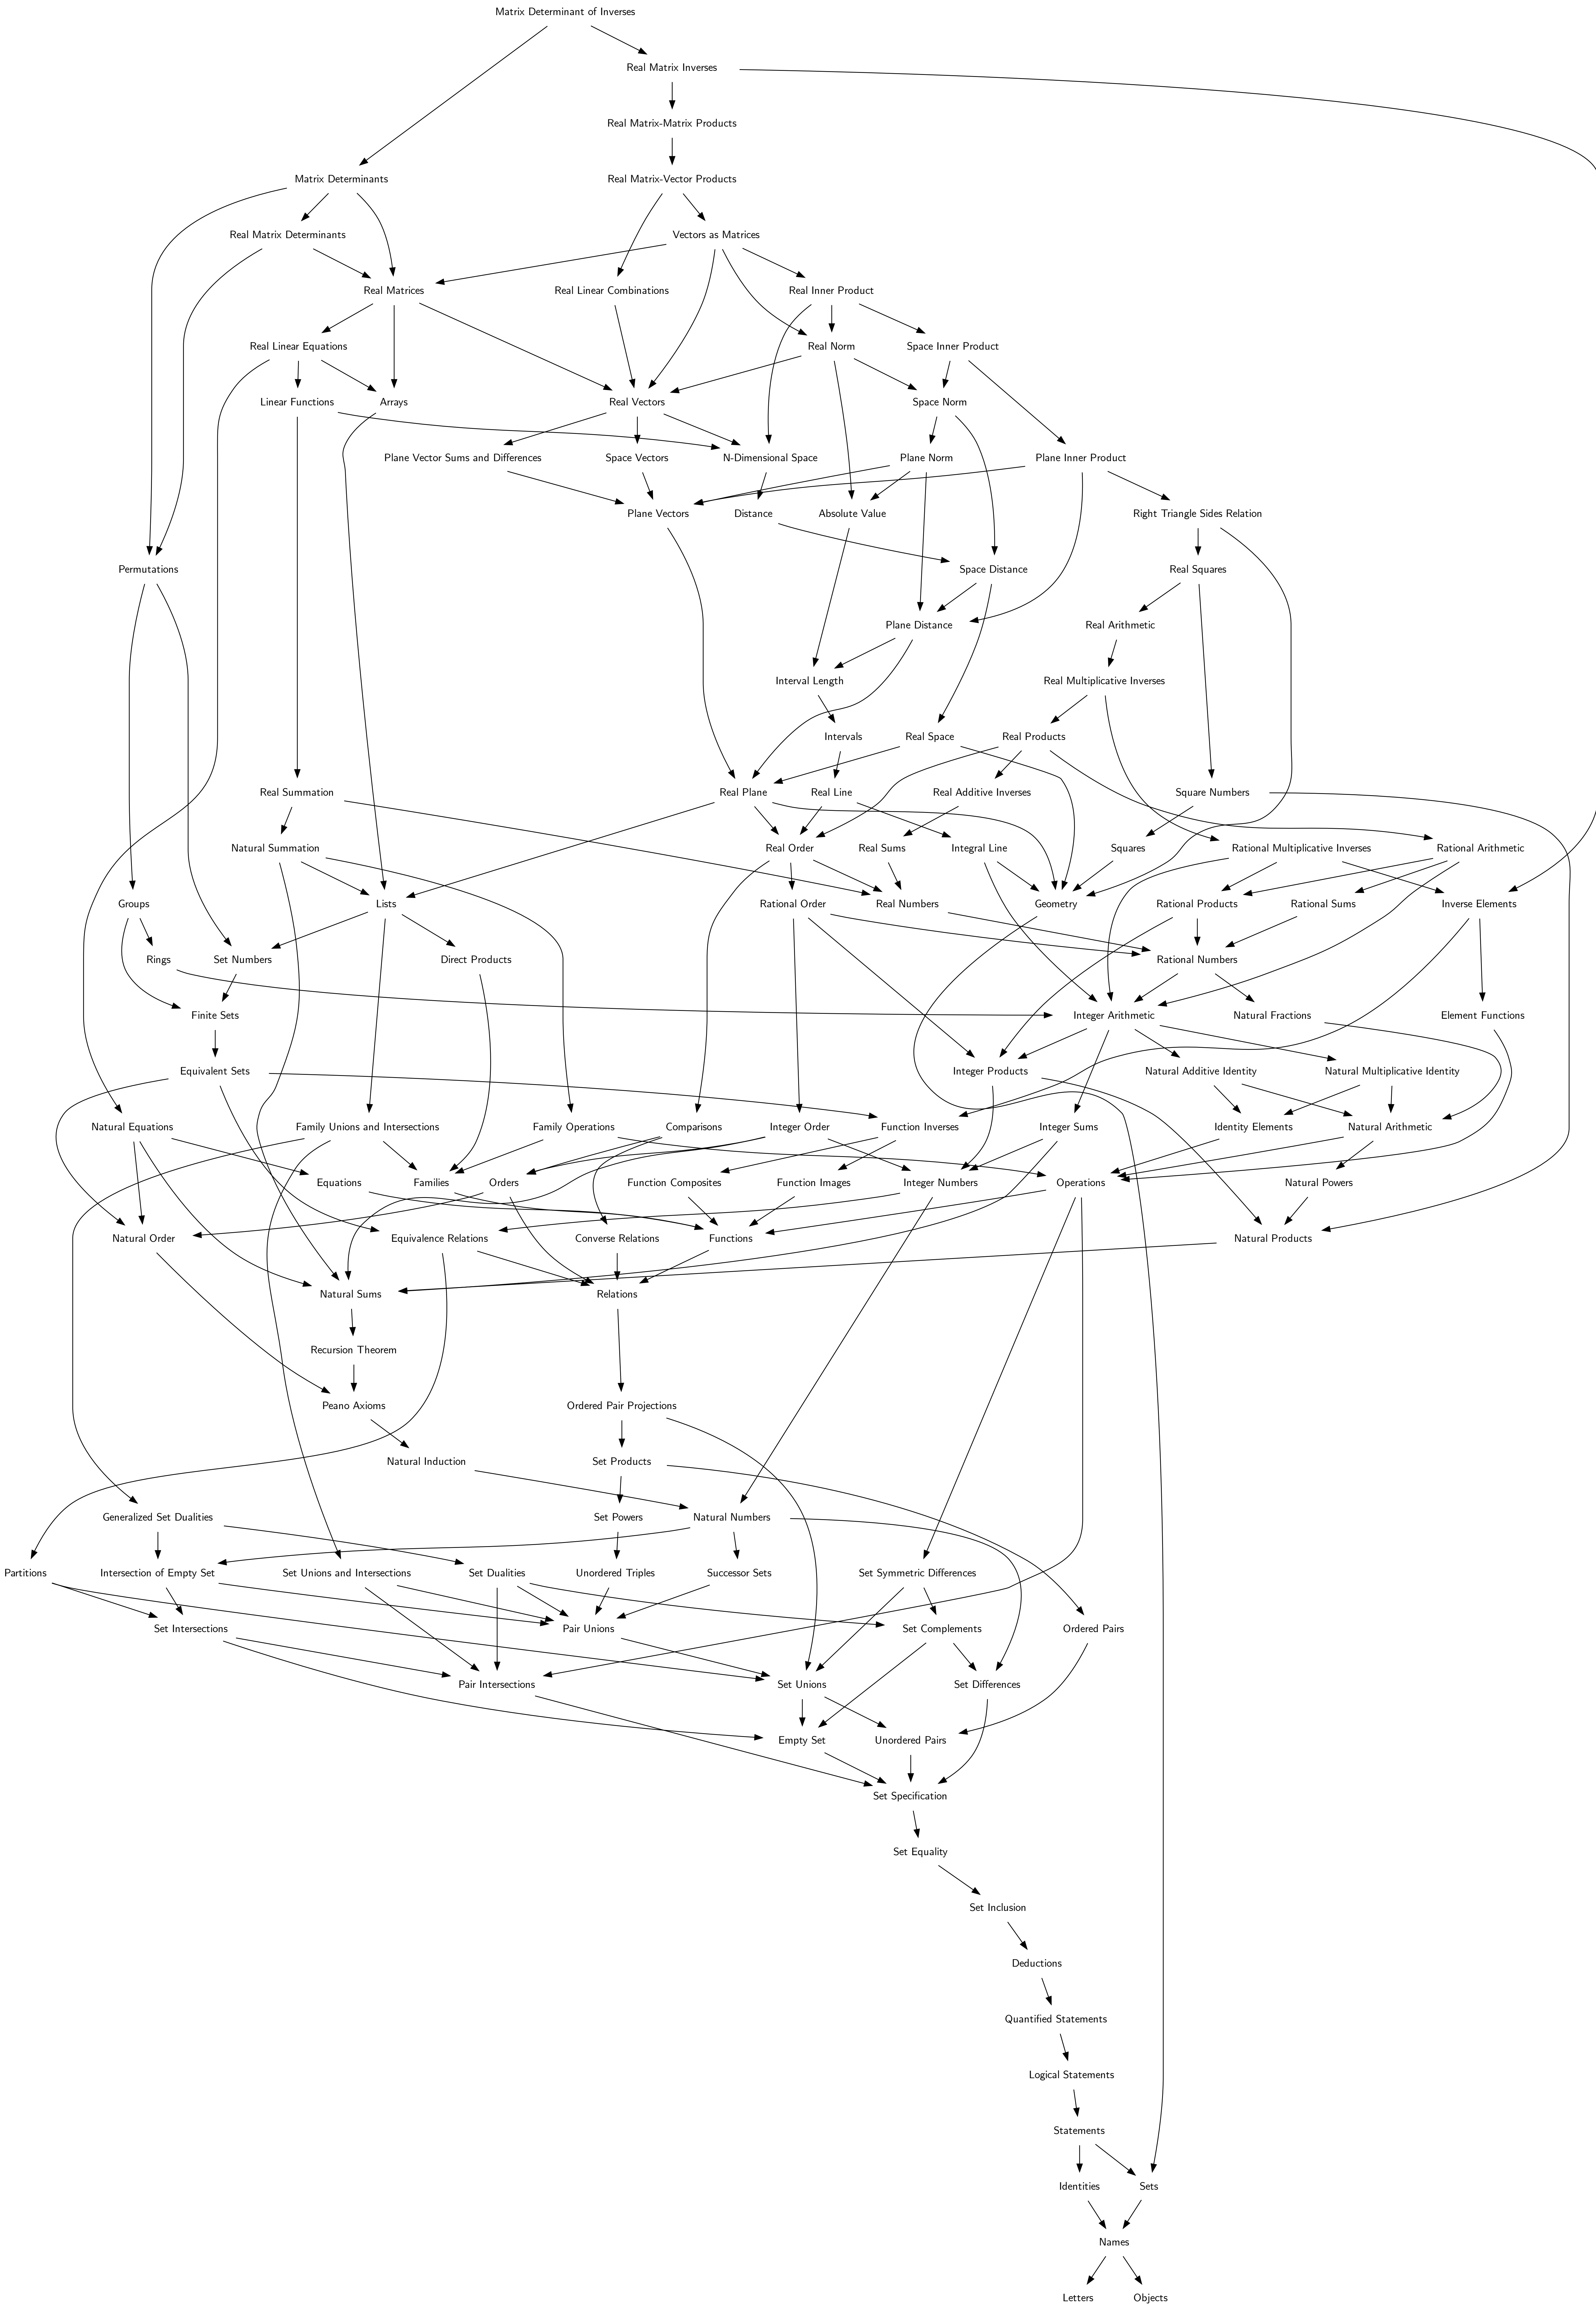 Matrix Determinant of Inverses
Real Matrix Inverses
Real Matrix-Matrix Products
Matrix Determinants
Real Matrix-Vector Products
Real Matrix Determinants
Vectors as Matrices
Real Matrices
Real Linear Combinations
Real Inner Product
Real Linear Equations
Real Norm
Space Inner Product
Linear Functions
Arrays
Real Vectors
Space Norm
Plane Vector Sums and Differences
Space Vectors
N-Dimensional Space
Plane Norm
Plane Inner Product
Plane Vectors
Distance
Absolute Value
Right Triangle Sides Relation
Permutations
Space Distance
Real Squares
Plane Distance
Real Arithmetic
Interval Length
Real Multiplicative Inverses
Intervals
Real Space
Real Products
Real Summation
Real Plane
Real Line
Real Additive Inverses
Square Numbers
Natural Summation
Real Order
Real Sums
Integral Line
Squares
Rational Multiplicative Inverses
Rational Arithmetic
Groups
Lists
Rational Order
Real Numbers
Geometry
Rational Products
Rational Sums
Inverse Elements
Rings
Set Numbers
Direct Products
Rational Numbers
Finite Sets
Integer Arithmetic
Natural Fractions
Element Functions
Equivalent Sets
Integer Products
Natural Additive Identity
Natural Multiplicative Identity
Natural Equations
Family Unions and Intersections
Family Operations
Comparisons
Integer Order
Function Inverses
Integer Sums
Identity Elements
Natural Arithmetic
Equations
Families
Orders
Function Composites
Function Images
Integer Numbers
Operations
Natural Powers
Natural Order
Equivalence Relations
Converse Relations
Functions
Natural Products
Natural Sums
Relations
Recursion Theorem
Peano Axioms
Ordered Pair Projections
Natural Induction
Set Products
Generalized Set Dualities
Set Powers
Natural Numbers
Partitions
Intersection of Empty Set
Set Unions and Intersections
Set Dualities
Unordered Triples
Successor Sets
Set Symmetric Differences
Set Intersections
Pair Unions
Set Complements
Ordered Pairs
Pair Intersections
Set Unions
Set Differences
Empty Set
Unordered Pairs
Set Specification
Set Equality
Set Inclusion
Deductions
Quantified Statements
Logical Statements
Statements
Identities
Sets
Names
Letters
Objects